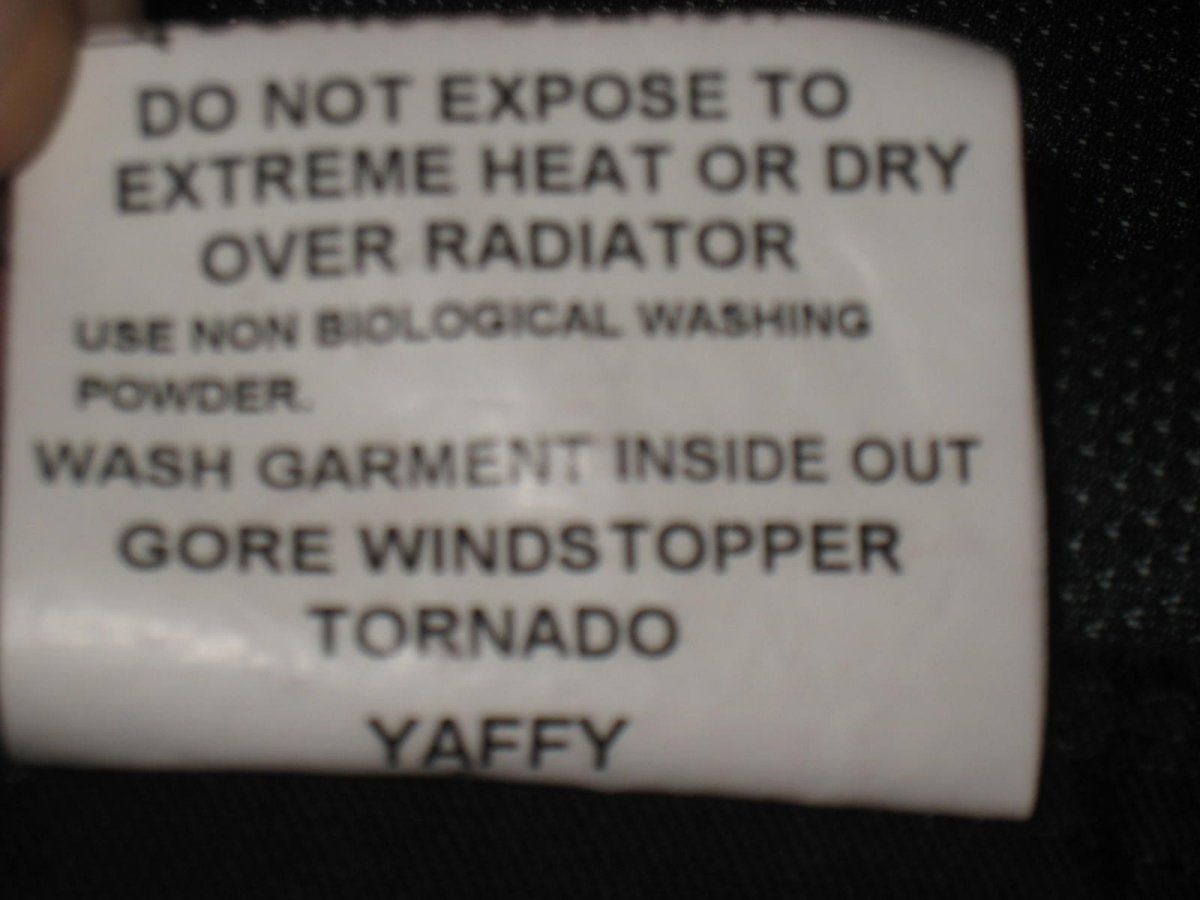 DO NOT EXPOSE TO
EXTREME HEAT OR DRY
OVER RADIATOR
USE NON BIOLOGICAL WASHING
POWDER.
WASH GARMENT INSIDE OUT
GORE WINDSTOPPER
TORNADO
YAFFY